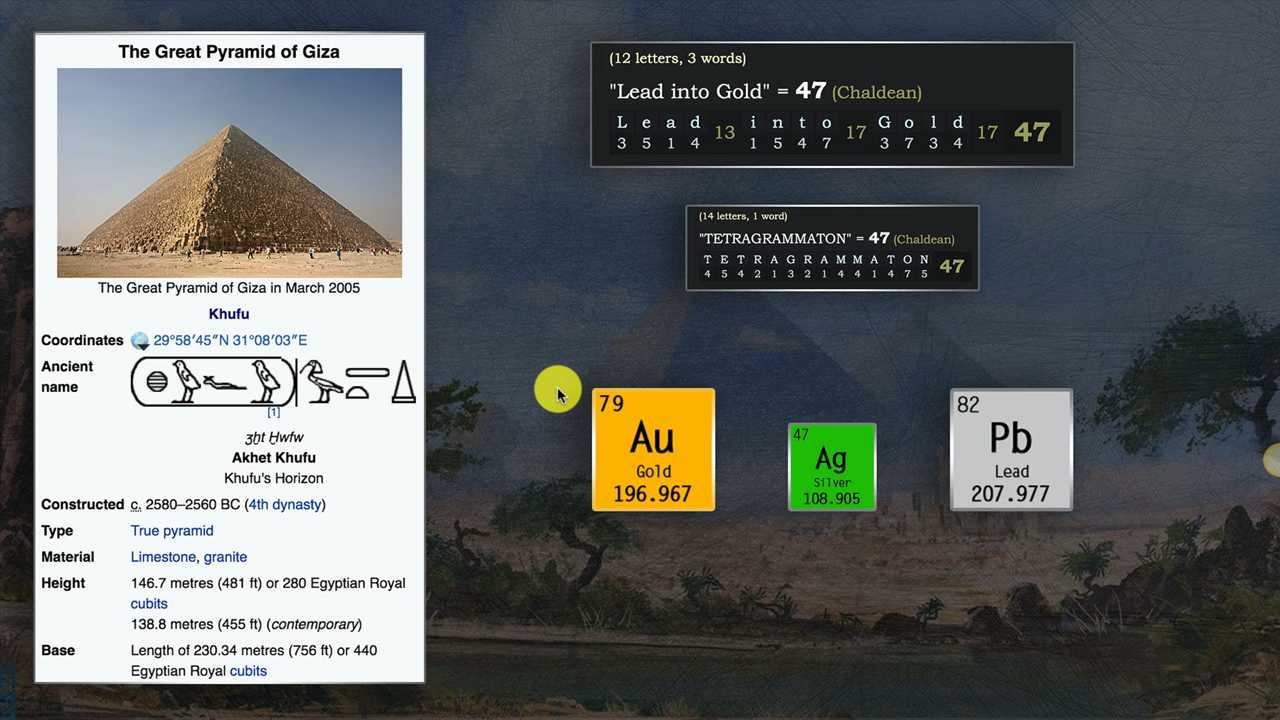 The Great Pyramid of Giza
The Great Pyramid of Giza in March 2005
Khufu
Coordinates 29°58′45″N 31°08′03″E
Ancient
name
[1]
ȝḫt Ḫwfw
Akhet Khufu
Khufu's Horizon
Constructed c. 2580–2560 BC (4th dynasty)
Type True pyramid
Material Limestone, granite
Height 146.7 metres (481 ft) or 280 Egyptian Royal
cubits
138.8 metres (455 ft) (contemporary)
Base Length of 230.34 metres (756 ft) or 440
Egyptian Royal cubits
(12 letters, 3 words)
"Lead into Gold" = 47 (Chaldean)
L e a d 13 i n t o 17 G o l d 17 47
3 5 1 4 1 5 4 7 3 7 3 4
(14 letters, 1 word)
"TETRAGRAMMATON" = 47 (Chaldean)
T E T R A G R A M M A T O N 47
4 5 4 2 1 3 2 1 4 4 1 4 7 5
79
Au
Gold
196.967
47
Ag
Silver
108.905
82
Pb
Lead
207.977